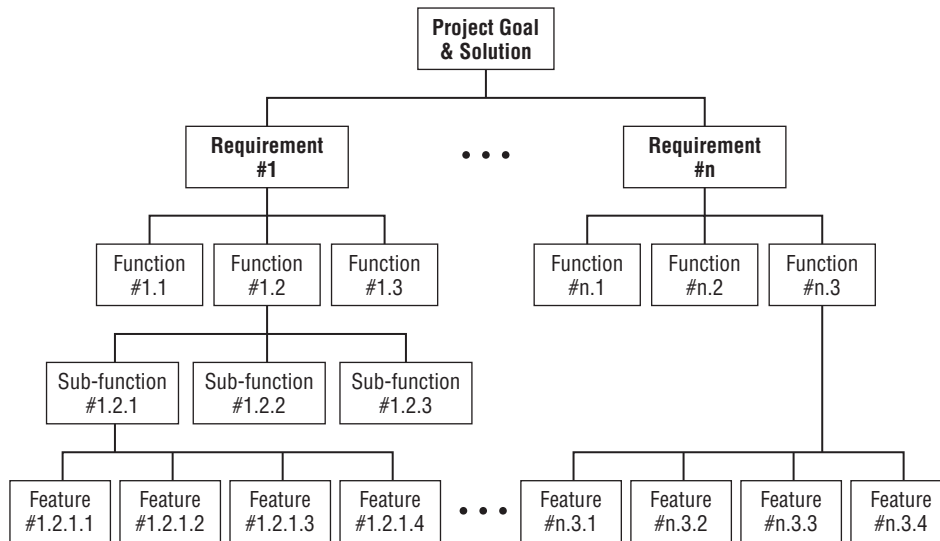 Project Goal
& Solution
Requirement
#1
• • •
Requirement
#n
Function
#1.1
Function
#1.2
Function
#1.3
Function
#n.1
Function
#n.2
Function
#n.3
Sub-function
#1.2.1
Sub-function
#1.2.2
Sub-function
#1.2.3
Feature
#1.2.1.1
Feature
#1.2.1.2
Feature
#1.2.1.3
Feature
#1.2.1.4
• • •
Feature
#n.3.1
Feature
#n.3.2
Feature
#n.3.3
Feature
#n.3.4